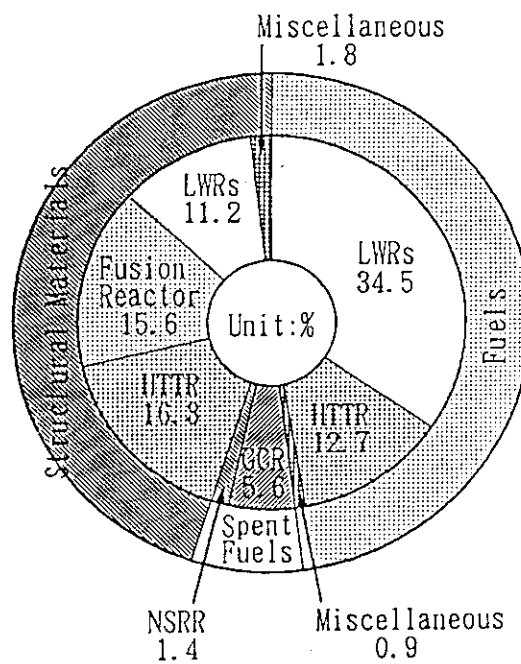 Miscellaneous
1.8
LWRs
11.2
LWRs
34.5
Fusion
Reactor
15.6
Unit:%
HTTR
16.3
GCR
5.6
HTTR
12.7
Spent
Fuels
NSRR
1.4
Miscellaneous
0.9
Structural Materials
Fuels